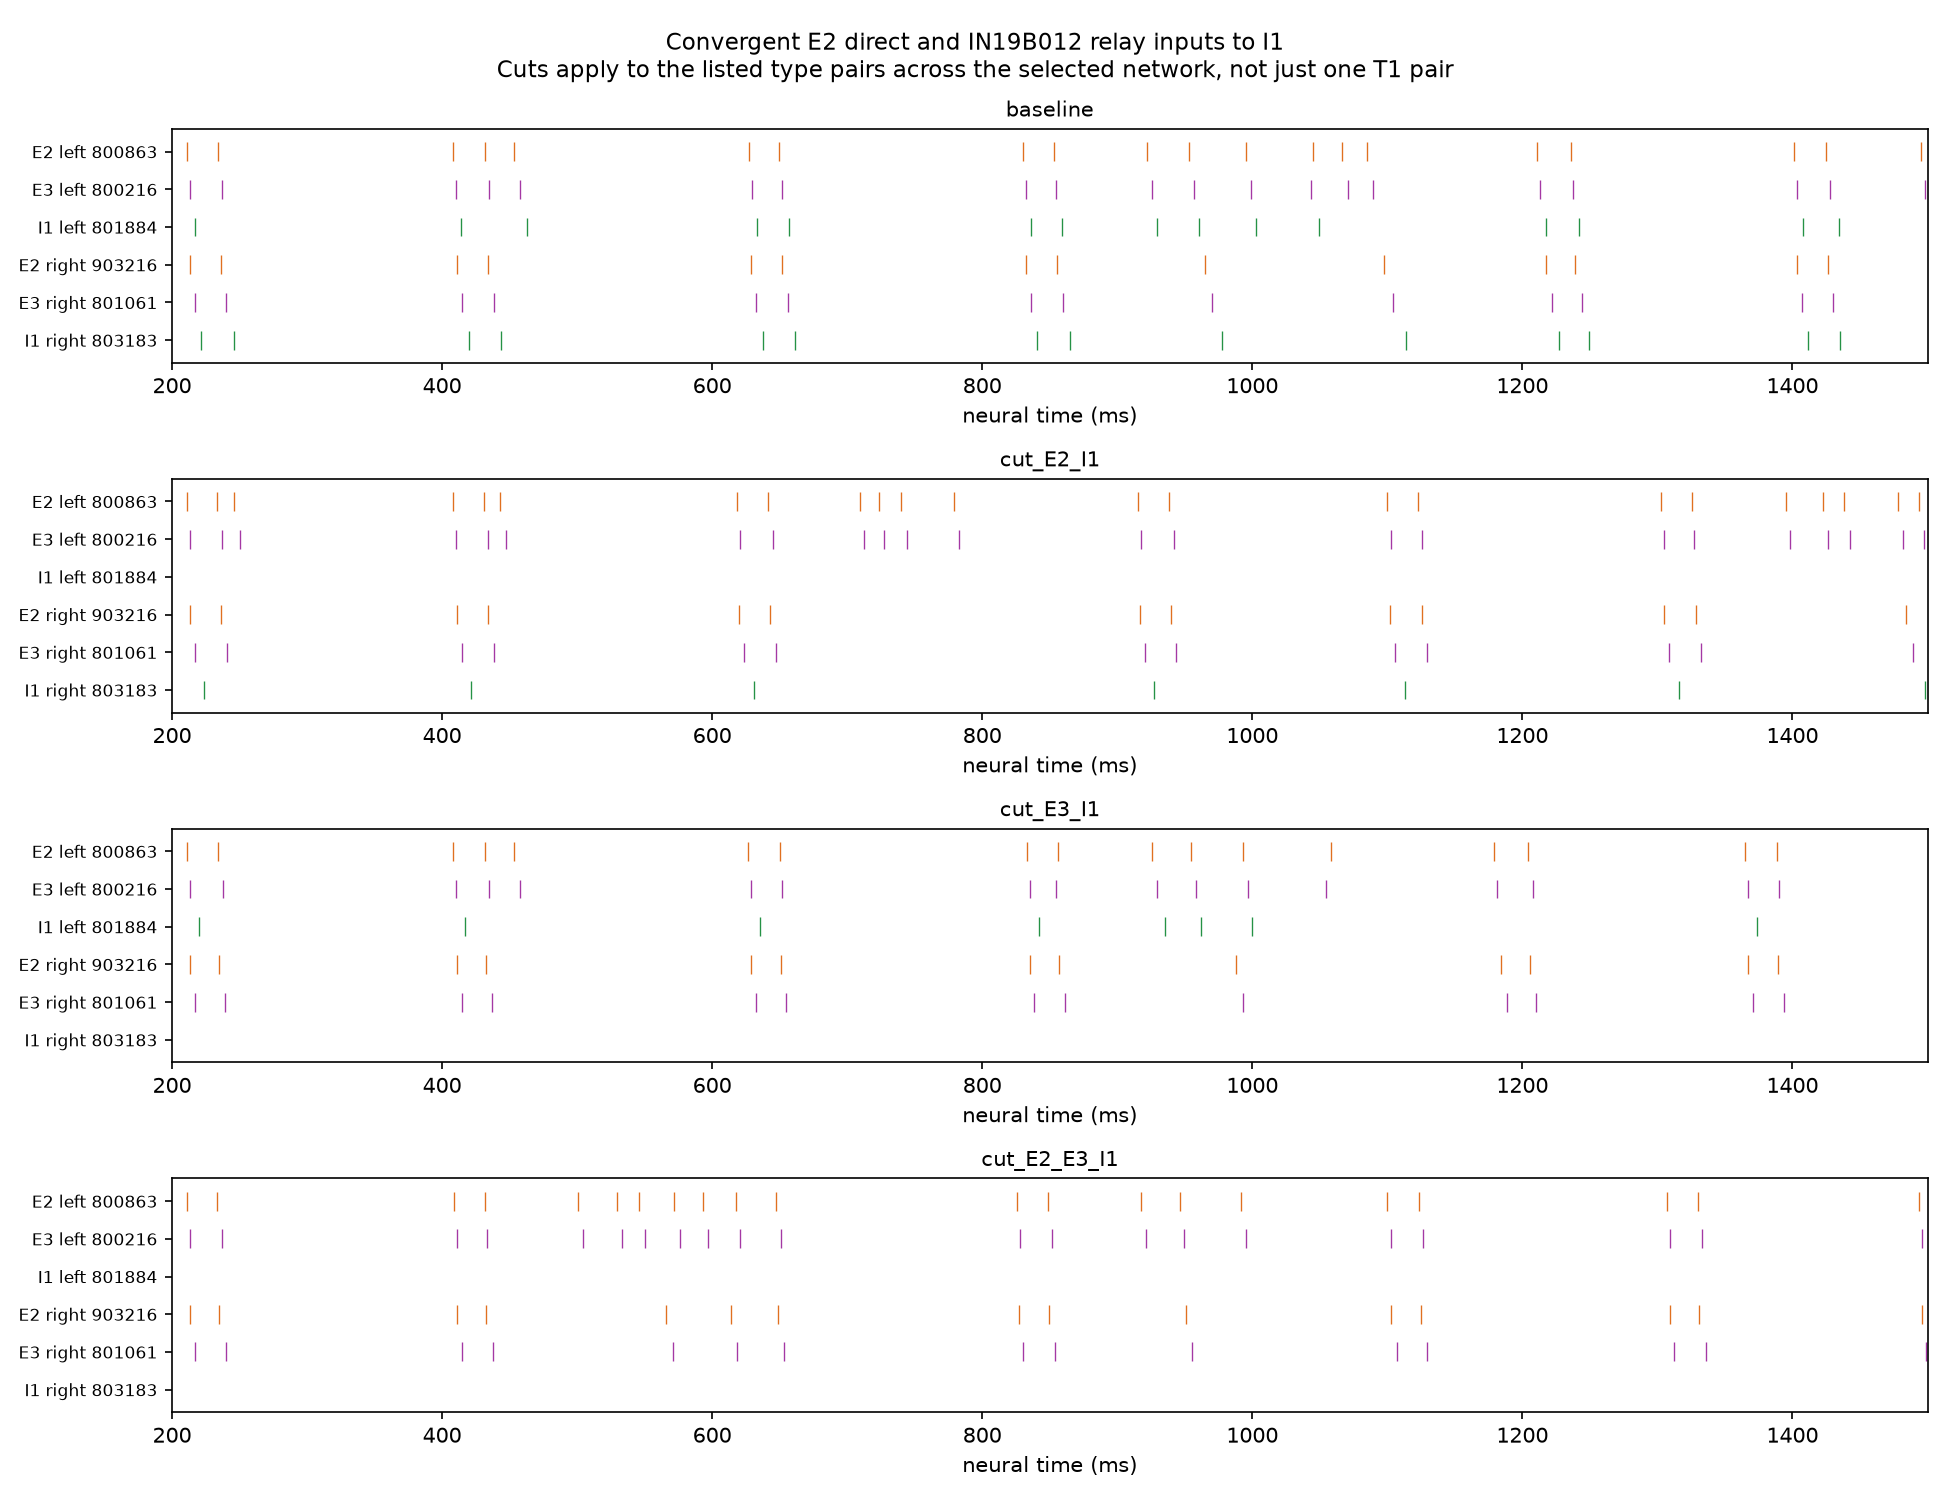 Convergent E2 direct and IN19B012 relay inputs to I1
Cuts apply to the listed type pairs across the selected network, not just one T1 pair
baseline
E2 left 800863
E3 left 800216
I1 left 801884
E2 right 903216
E3 right 801061
I1 right 803183
200 400 600 800 1000 1200 1400
neural time (ms)
cut_E2_I1
E2 left 800863
E3 left 800216
I1 left 801884
E2 right 903216
E3 right 801061
I1 right 803183
200 400 600 800 1000 1200 1400
neural time (ms)
cut_E3_I1
E2 left 800863
E3 left 800216
I1 left 801884
E2 right 903216
E3 right 801061
I1 right 803183
200 400 600 800 1000 1200 1400
neural time (ms)
cut_E2_E3_I1
E2 left 800863
E3 left 800216
I1 left 801884
E2 right 903216
E3 right 801061
I1 right 803183
200 400 600 800 1000 1200 1400
neural time (ms)